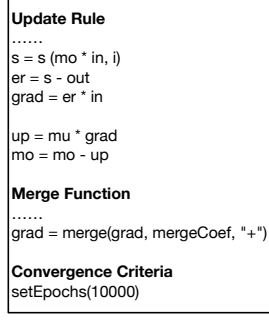 Update Rule
……
s = s (mo * in, i)
er = s - out
grad = er * in
up = mu * grad
mo = mo - up
Merge Function
……
grad = merge(grad, mergeCoef, "+")
Convergence Criteria
setEpochs(10000)